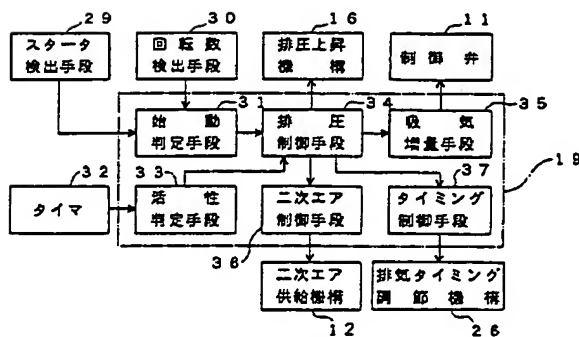 29
30
16
11
スタータ
検出手段
回転数
検出手段
排圧上昇
機構
制御弁
31
34
35
始動
判定手段
排圧
制御手段
吸気
増量手段
19
32
33
37
タイマ
活性
判定手段
二次エア
制御手段
タイミング
制御手段
36
二次エア
供給機構
排気タイミング
調節機構
12
26